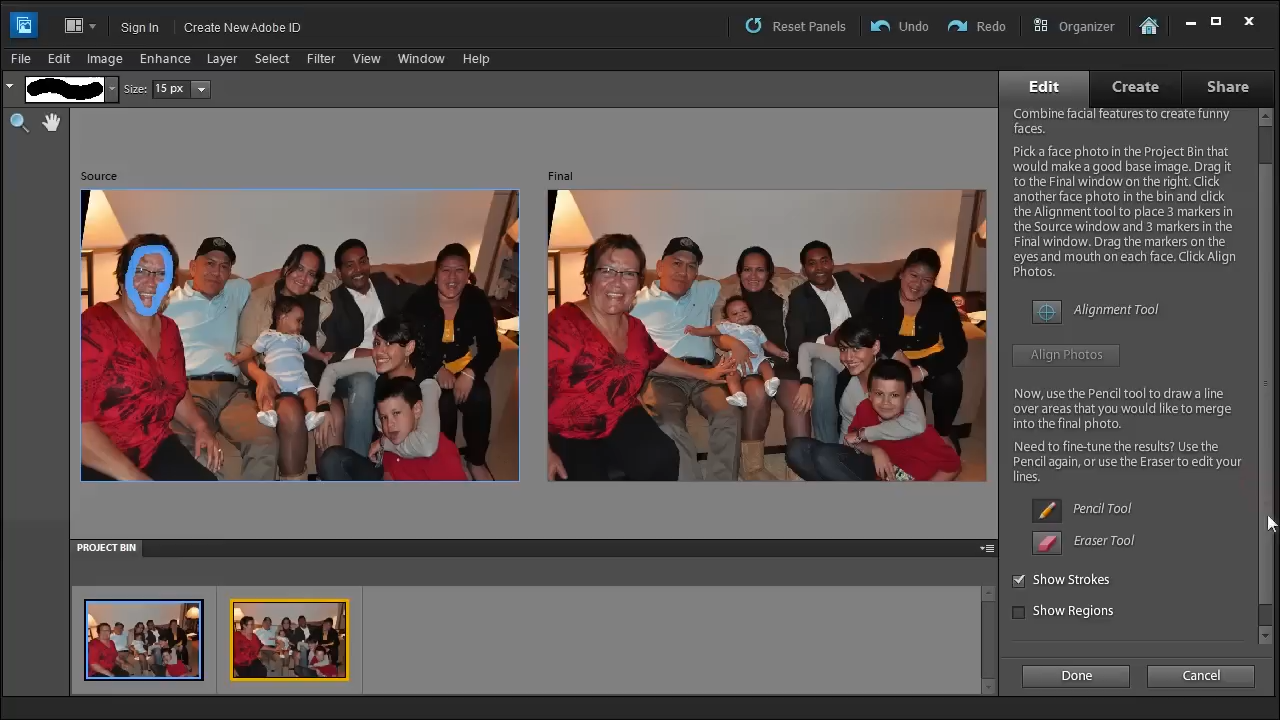 Sign In
Create New Adobe ID
Reset Panels
Undo
Redo
Organizer
File Edit Image Enhance Layer Select Filter View Window Help
Size: 15 px
Edit
Create
Share
Source
Final
Combine facial features to create funny
faces.
Pick a face photo in the Project Bin that
would make a good base image. Drag it
to the Final window on the right. Click
another face photo in the bin and click
the Alignment tool to place 3 markers in
the Source window and 3 markers in the
Final window. Drag the markers on the
eyes and mouth on each face. Click Align
Photos.
Alignment Tool
Align Photos
Now, use the Pencil tool to draw a line
over areas that you would like to merge
into the final photo.
Need to fine-tune the results? Use the
Pencil again, or use the Eraser to edit your
lines.
Pencil Tool
Eraser Tool
Show Strokes
Show Regions
PROJECT BIN
Done
Cancel